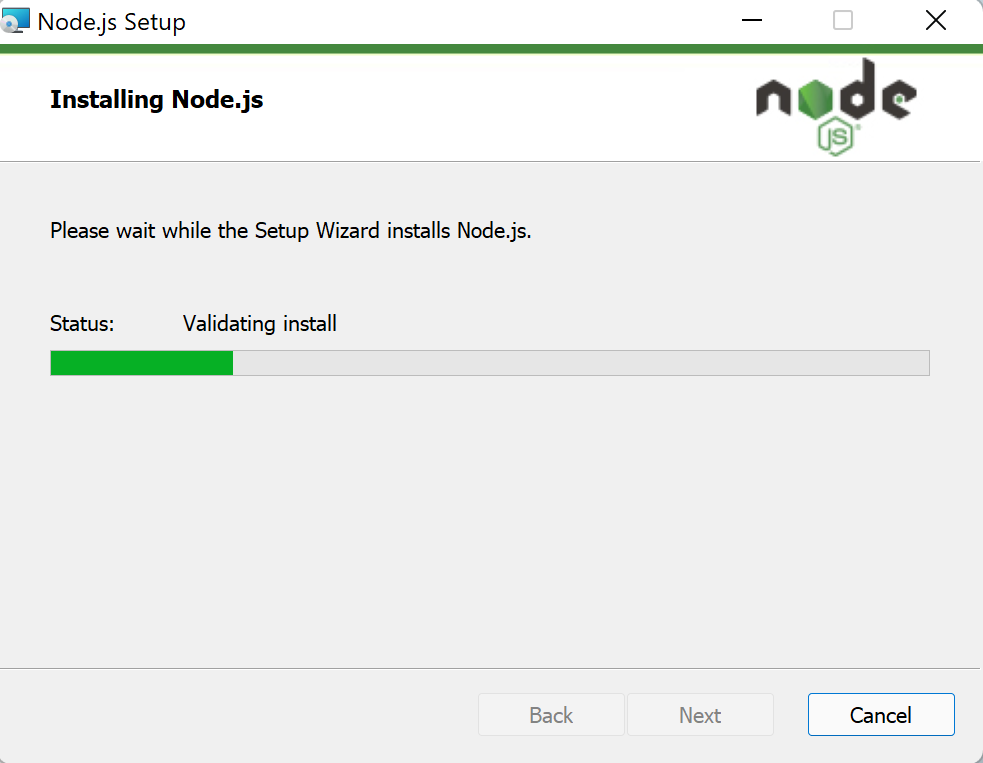 Node.js Setup
Installing Node.js
node
JS
Please wait while the Setup Wizard installs Node.js.
Status: Validating install
Back Next Cancel